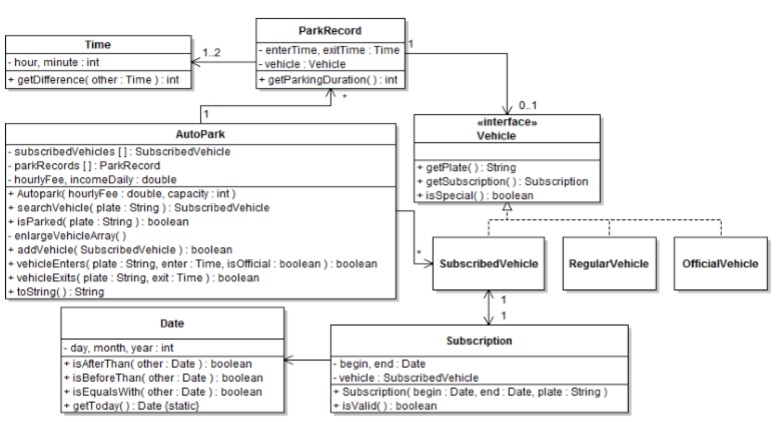 ParkRecord
- enterTime, exitTime : Time
- vehicle : Vehicle
+ getParkingDuration( ) : int
Time
- hour, minute : int
+ getDifference( other : Time ) : int
1..2
1
*
1
0..1
«interface»
Vehicle
+ getPlate( ) : String
+ getSubscription( ) : Subscription
+ isSpecial( ) : boolean
AutoPark
- subscribedVehicles [ ] : SubscribedVehicle
- parkRecords [ ] : ParkRecord
- hourlyFee, incomeDaily : double
+ Autopark( hourlyFee : double, capacity : int )
+ searchVehicle ( plate : String ) : SubscribedVehicle
+ isParked( plate : String ) : boolean
- enlargeVehicleArray( )
+ addVehicle( SubscribedVehicle ) : boolean
+ vehicleEnters( plate : String, enter : Time, isOfficial : boolean ) : boolean
+ vehicleExits( plate : String, exit : Time ) : boolean
+ toString( ) : String
*
SubscribedVehicle
RegularVehicle
OfficialVehicle
1
1
Date
- day, month, year : int
+ isAfterThan( other : Date ) : boolean
+ isBeforeThan( other : Date ) : boolean
+ isEqualsWith( other : Date ) : boolean
+ getToday( ) : Date {static}
Subscription
- begin, end : Date
- vehicle : SubscribedVehicle
+ Subscription( begin : Date, end : Date, plate : String )
+ isValid( ) : boolean